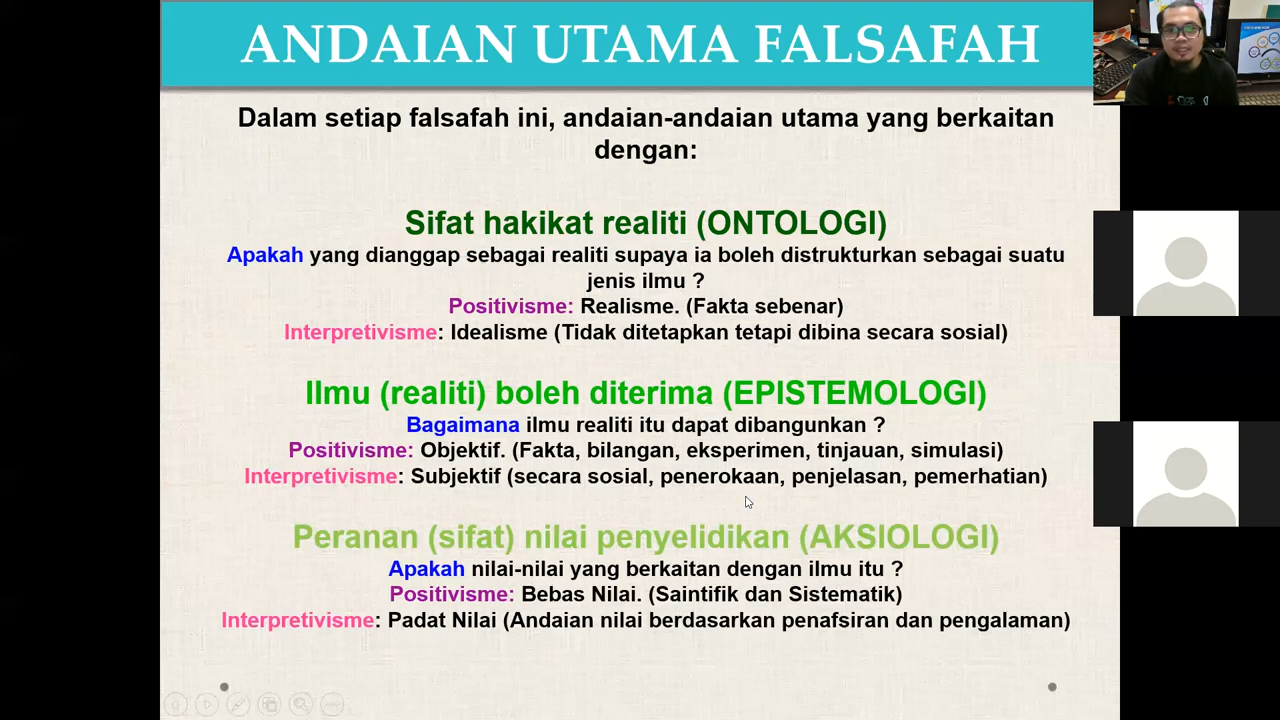 ANDAIAN UTAMA FALSAFAH
Dalam setiap falsafah ini, andaian-andaian utama yang berkaitan
dengan:
Sifat hakikat realiti (ONTOLOGI)
Apakah yang dianggap sebagai realiti supaya ia boleh distrukturkan sebagai suatu
jenis ilmu ?
Positivisme: Realisme. (Fakta sebenar)
Interpretivisme: Idealisme (Tidak ditetapkan tetapi dibina secara sosial)
Ilmu (realiti) boleh diterima (EPISTEMOLOGI)
Bagaimana ilmu realiti itu dapat dibangunkan ?
Positivisme: Objektif. (Fakta, bilangan, eksperimen, tinjauan, simulasi)
Interpretivisme: Subjektif (secara sosial, penerokaan, penjelasan, pemerhatian)
Peranan (sifat) nilai penyelidikan (AKSIOLOGI)
Apakah nilai-nilai yang berkaitan dengan ilmu itu ?
Positivisme: Bebas Nilai. (Saintifik dan Sistematik)
Interpretivisme: Padat Nilai (Andaian nilai berdasarkan penafsiran dan pengalaman)